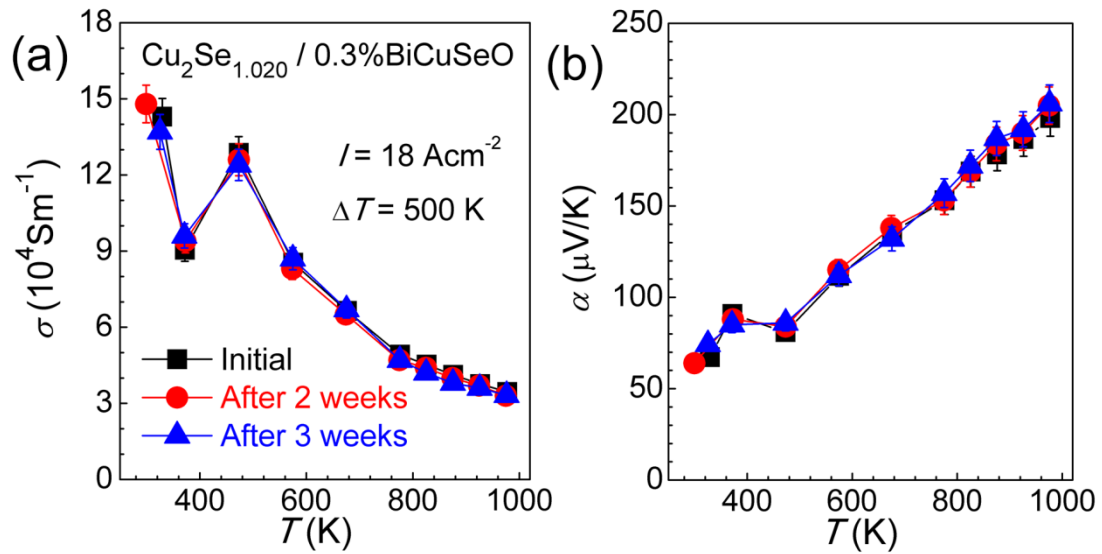 (a)
Cu₂Se₁.₀₂₀ / 0.3%BiCuSeO
I = 18 Acm⁻²
ΔT = 500 K
σ (10⁴Sm⁻¹)
18
15
12
9
6
3
0
Initial
After 2 weeks
After 3 weeks
400
600
800
1000
T (K)
(b)
α (μV/K)
250
200
150
100
50
0
400
600
800
1000
T (K)